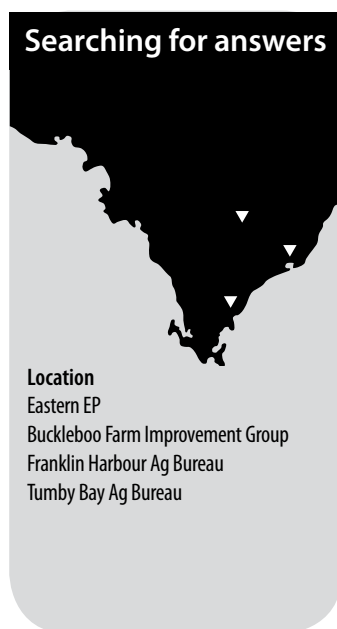 Searching for answers
Location
Eastern EP
Buckleboo Farm Improvement Group
Franklin Harbour Ag Bureau
Tumby Bay Ag Bureau